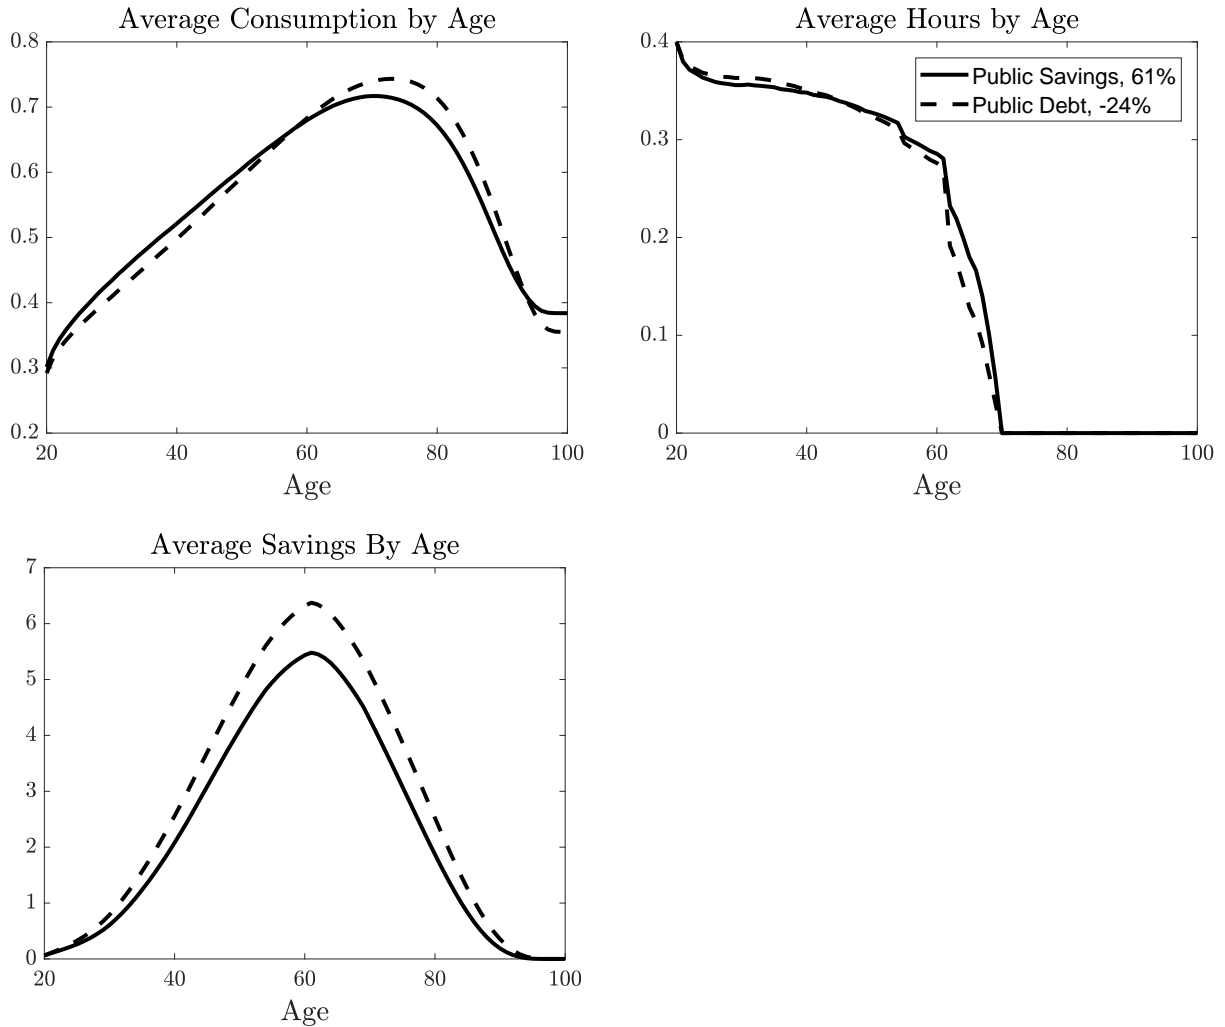 Average Consumption by Age
0.8
0.7
0.6
0.5
0.4
0.3
0.2
20 40 60 80 100
Age
Average Hours by Age
0.4
0.3
0.2
0.1
0
20 40 60 80 100
Age
Public Savings, 61%
Public Debt, -24%
Average Savings By Age
7
6
5
4
3
2
1
0
20 40 60 80 100
Age